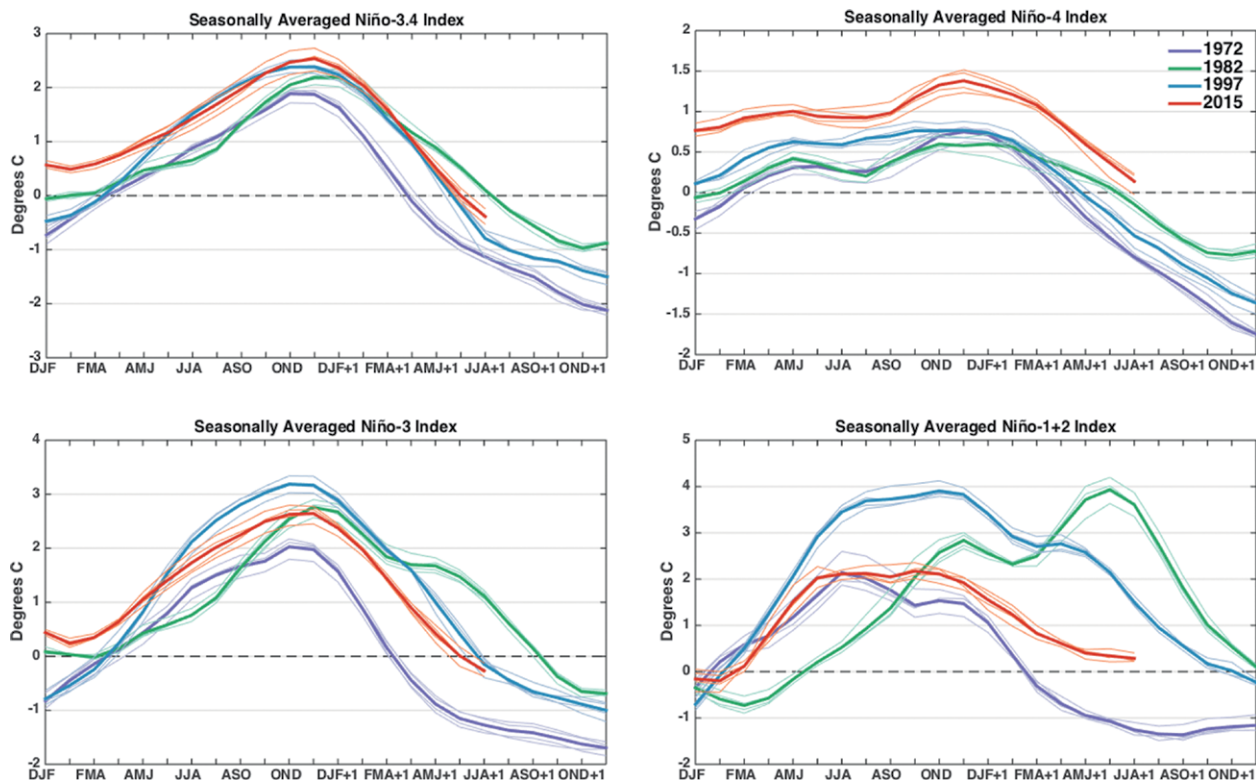 Seasonally Averaged Niño-3.4 Index
3
2
1
0
-1
-2
-3
Degrees C
DJF FMA AMJ JJA ASO OND DJF+1 FMA+1 AMJ+1 JJA+1 ASO+1 OND+1
Seasonally Averaged Niño-4 Index
2
1.5
1
0.5
0
-0.5
-1
-1.5
-2
Degrees C
1972
1982
1997
2015
DJF FMA AMJ JJA ASO OND DJF+1 FMA+1 AMJ+1 JJA+1 ASO+1 OND+1
Seasonally Averaged Niño-3 Index
4
3
2
1
0
-1
-2
Degrees C
DJF FMA AMJ JJA ASO OND DJF+1 FMA+1 AMJ+1 JJA+1 ASO+1 OND+1
Seasonally Averaged Niño-1+2 Index
5
4
3
2
1
0
-1
-2
Degrees C
DJF FMA AMJ JJA ASO OND DJF+1 FMA+1 AMJ+1 JJA+1 ASO+1 OND+1